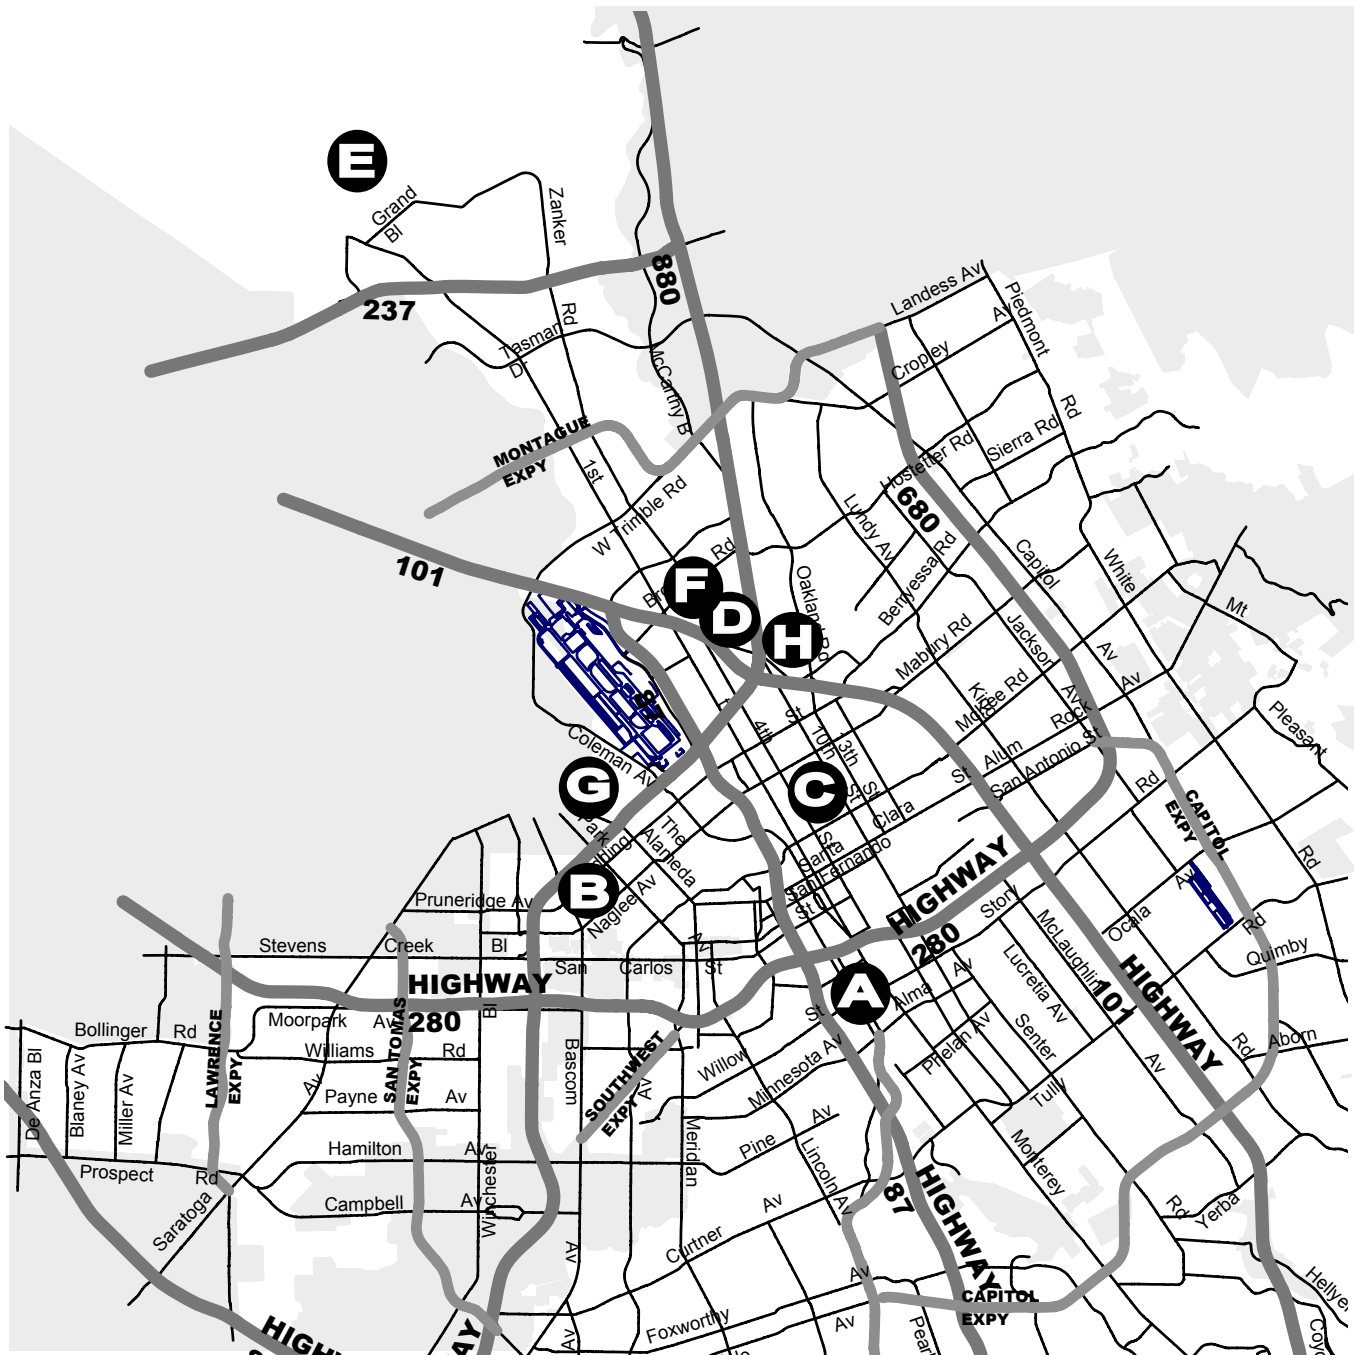 E
Grand
Bl
Zanker
Rd
880
237
Landess Av
Piedmont
Rd
Av
Cropley
Tasman
Dr
McCarthy B
MONTAGUE
EXPY
1st
Hostetter Rd
Sierra Rd
680
W Trimble Rd
Lundy Av
101
Rd
F
D
H
Oakland Rd
Berryessa Rd
Capitol
Av
White
Mt
Pleasant
Rd
Mabury Rd
Jackson
Av
McKee Rd
King
Rock
Av
Alum
San Antonio St
87
4th
St
10th
St
13th
St
Coleman Av
G
C
St
Clara
Santa
San Fernando
St
Park
The
Alameda
CAPITOL
EXPY
Rd
B
Naglee Av
Av
Pruneridge Av
Stevens
Creek
Bl
San
Carlos
St
HIGHWAY
280
HIGHWAY
280
Story
Ocala
Av
Rd
Quimby
McLaughlin
Av
Lucretia Av
HIGHWAY
101
A
Alma
Av
St
Moorpark
Av
Bl
Bollinger
Rd
LAWRENCE
EXPY
SAN TOMAS
EXPY
Williams
Rd
Payne
Av
Bascom
Av
SOUTHWEST
EXPY
Av
Willow
Minnesota Av
Phelan Av
Senter
Tully
Rd
Aborn
De Anza Bl
Blaney Av
Miller Av
Av
Hamilton
Av
Winchester
Meridian
Pine
Av
Lincoln Av
Monterey
Prospect
Rd
Saratoga
Campbell
Av
Curtner
Av
87
HIGHWAY
Rd
Yerba
Hellyer
Av
CAPITOL
EXPY
Foxworthy
Av
Av